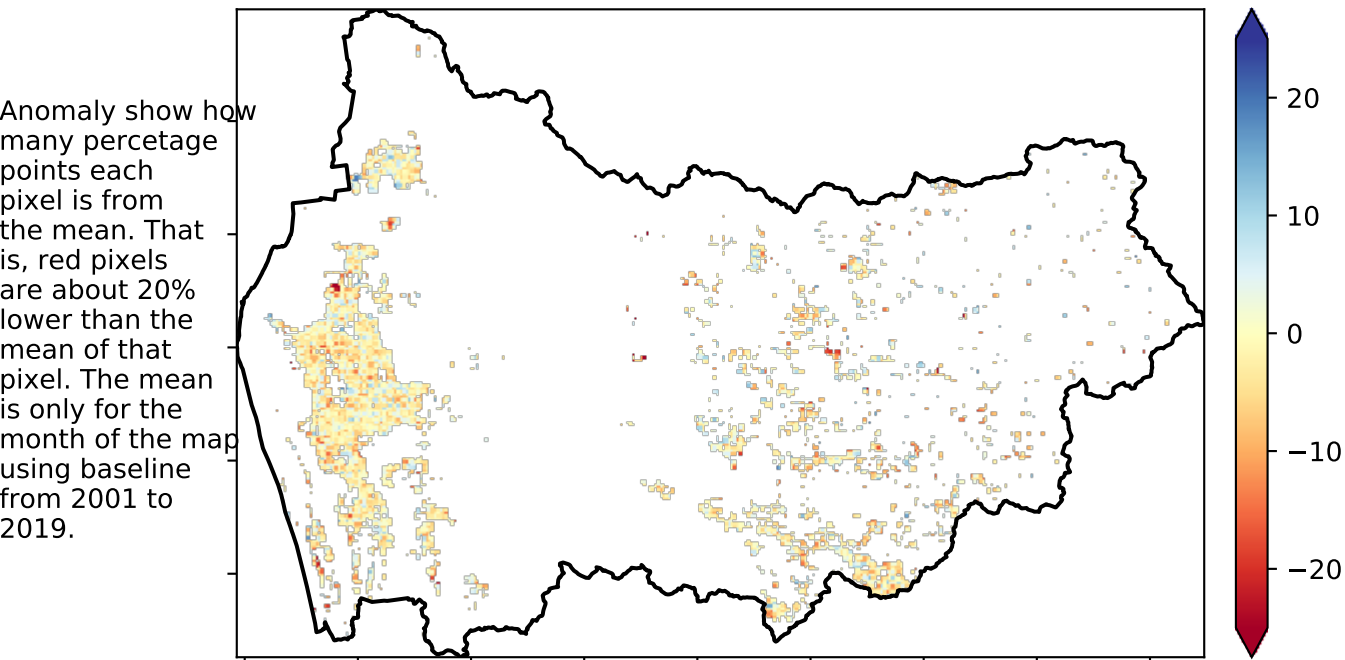 Anomaly show how
many percetage
points each
pixel is from
the mean. That
is, red pixels
are about 20%
lower than the
mean of that
pixel. The mean
is only for the
month of the map
using baseline
from 2001 to
2019.
20
10
0
−10
−20